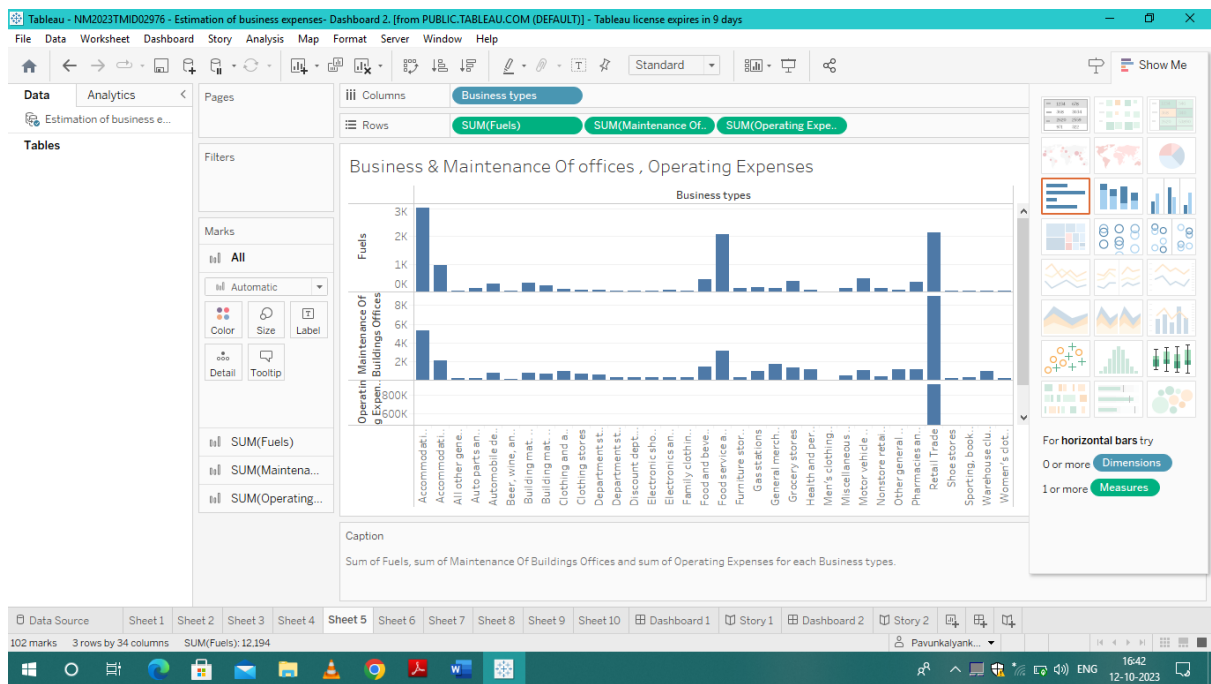 Tableau - NM2023TMID02976 - Estimation of business expenses- Dashboard 2. [from PUBLIC.TABLEAU.COM (DEFAULT)] - Tableau license expires in 9 days
File Data Worksheet Dashboard Story Analysis Map Format Server Window Help
Standard
Show Me
Data Analytics
Estimation of business e...
Tables
Pages
Filters
Marks
All
Automatic
Color Size Label
Detail Tooltip
SUM(Fuels)
SUM(Maintena...
SUM(Operating...
iii Columns Business types
Rows SUM(Fuels) SUM(Maintenance Of.. SUM(Operating Expe..
Business & Maintenance Of offices , Operating Expenses
Business types
Fuels
3K
2K
1K
0K
Maintenance Of
Buildings Offices
8K
6K
4K
2K
Operatin
g Expen..
800K
600K
Accommodati..
Accommodati..
All other gene..
Auto parts an..
Automobile de..
Beer, wine, an..
Building mat..
Building mat..
Clothing and a..
Clothing stores
Department st..
Department st..
Discount dept..
Electronic sho..
Electronics an..
Family clothin..
Food and beve..
Food service a..
Furniture stor..
Gas stations
General merch..
Grocery stores
Health and per..
Men's clothing..
Miscellaneous ..
Motor vehicle ..
Nonstore retai..
Other general ..
Pharmacies an..
Retail Trade
Shoe stores
Sporting, book..
Warehouse clu..
Women's clot..
Caption
Sum of Fuels, sum of Maintenance Of Buildings Offices and sum of Operating Expenses for each Business types.
For horizontal bars try
0 or more Dimensions
1 or more Measures
Data Source Sheet 1 Sheet 2 Sheet 3 Sheet 4 Sheet 5 Sheet 6 Sheet 7 Sheet 8 Sheet 9 Sheet 10 Dashboard 1 Story 1 Dashboard 2 Story 2
102 marks 3 rows by 34 columns SUM(Fuels): 12,194
Pavunkalyank...
ENG
16:42
12-10-2023